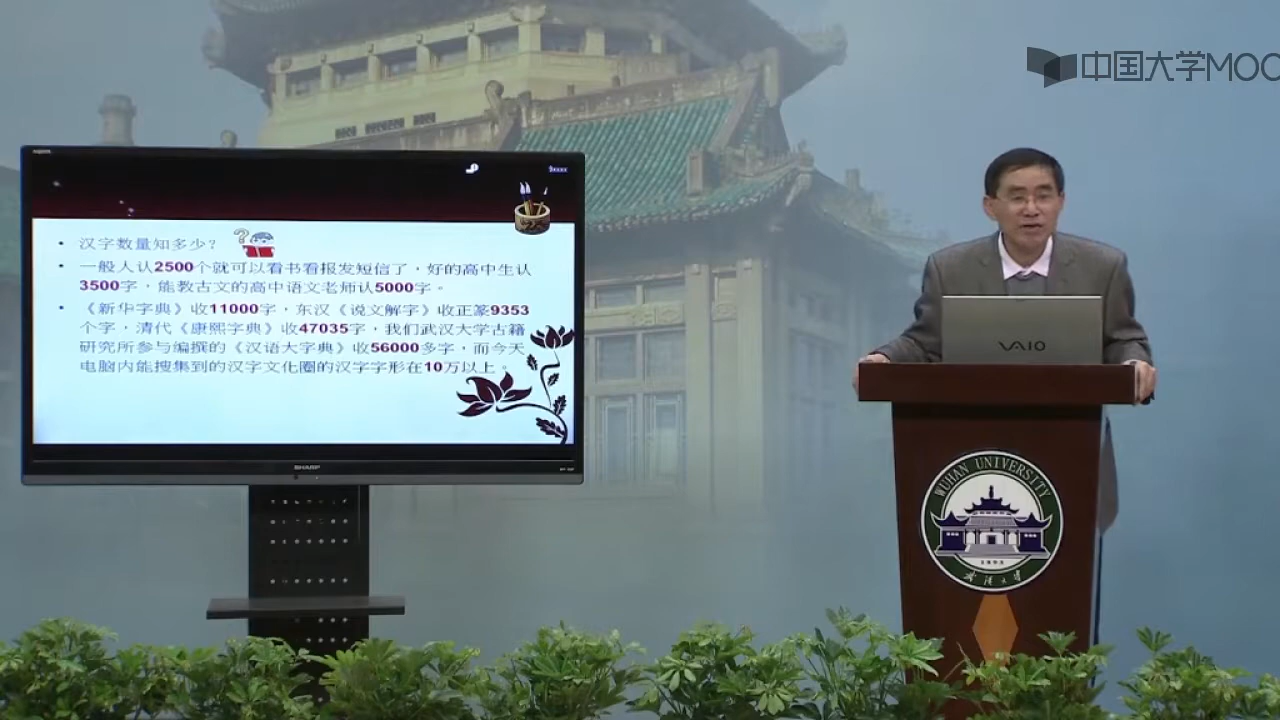 中国大学MOOC
汉字数量知多少?
一般人认2500个就可以看书看报发短信了，好的高中生认
3500字，能教古文的高中语文老师认5000字。
《新华字典》收11000字，东汉《说文解字》收正篆9353
个字，清代《康熙字典》收47035字，我们武汉大学古籍
研究所参与编撰的《汉语大字典》收56000多字，而今天
电脑内能搜集到的汉字文化圈的汉字字形在10万以上。
SHARP
VAIO
WUHAN UNIVERSITY
武汉大学